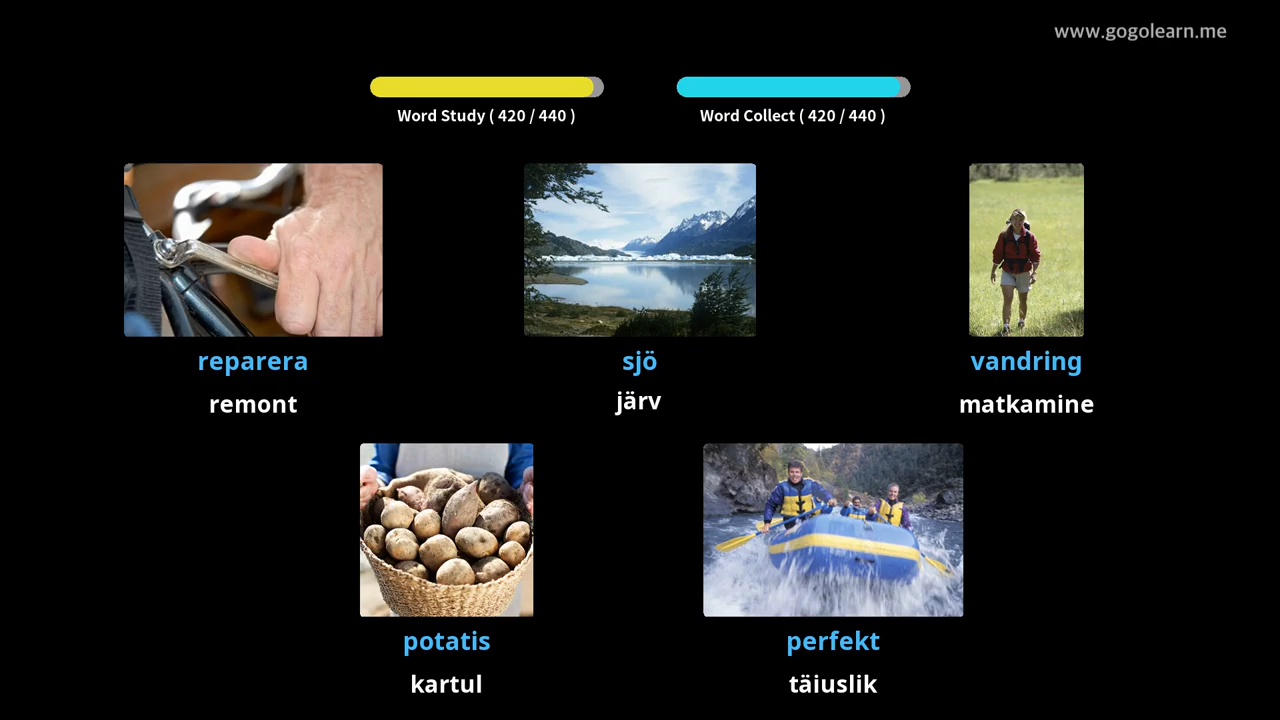 www.gogolearn.me
Word Study ( 420 / 440 )
Word Collect ( 420 / 440 )
reparera
remont
sjö
järv
vandring
matkamine
potatis
kartul
perfekt
täiuslik